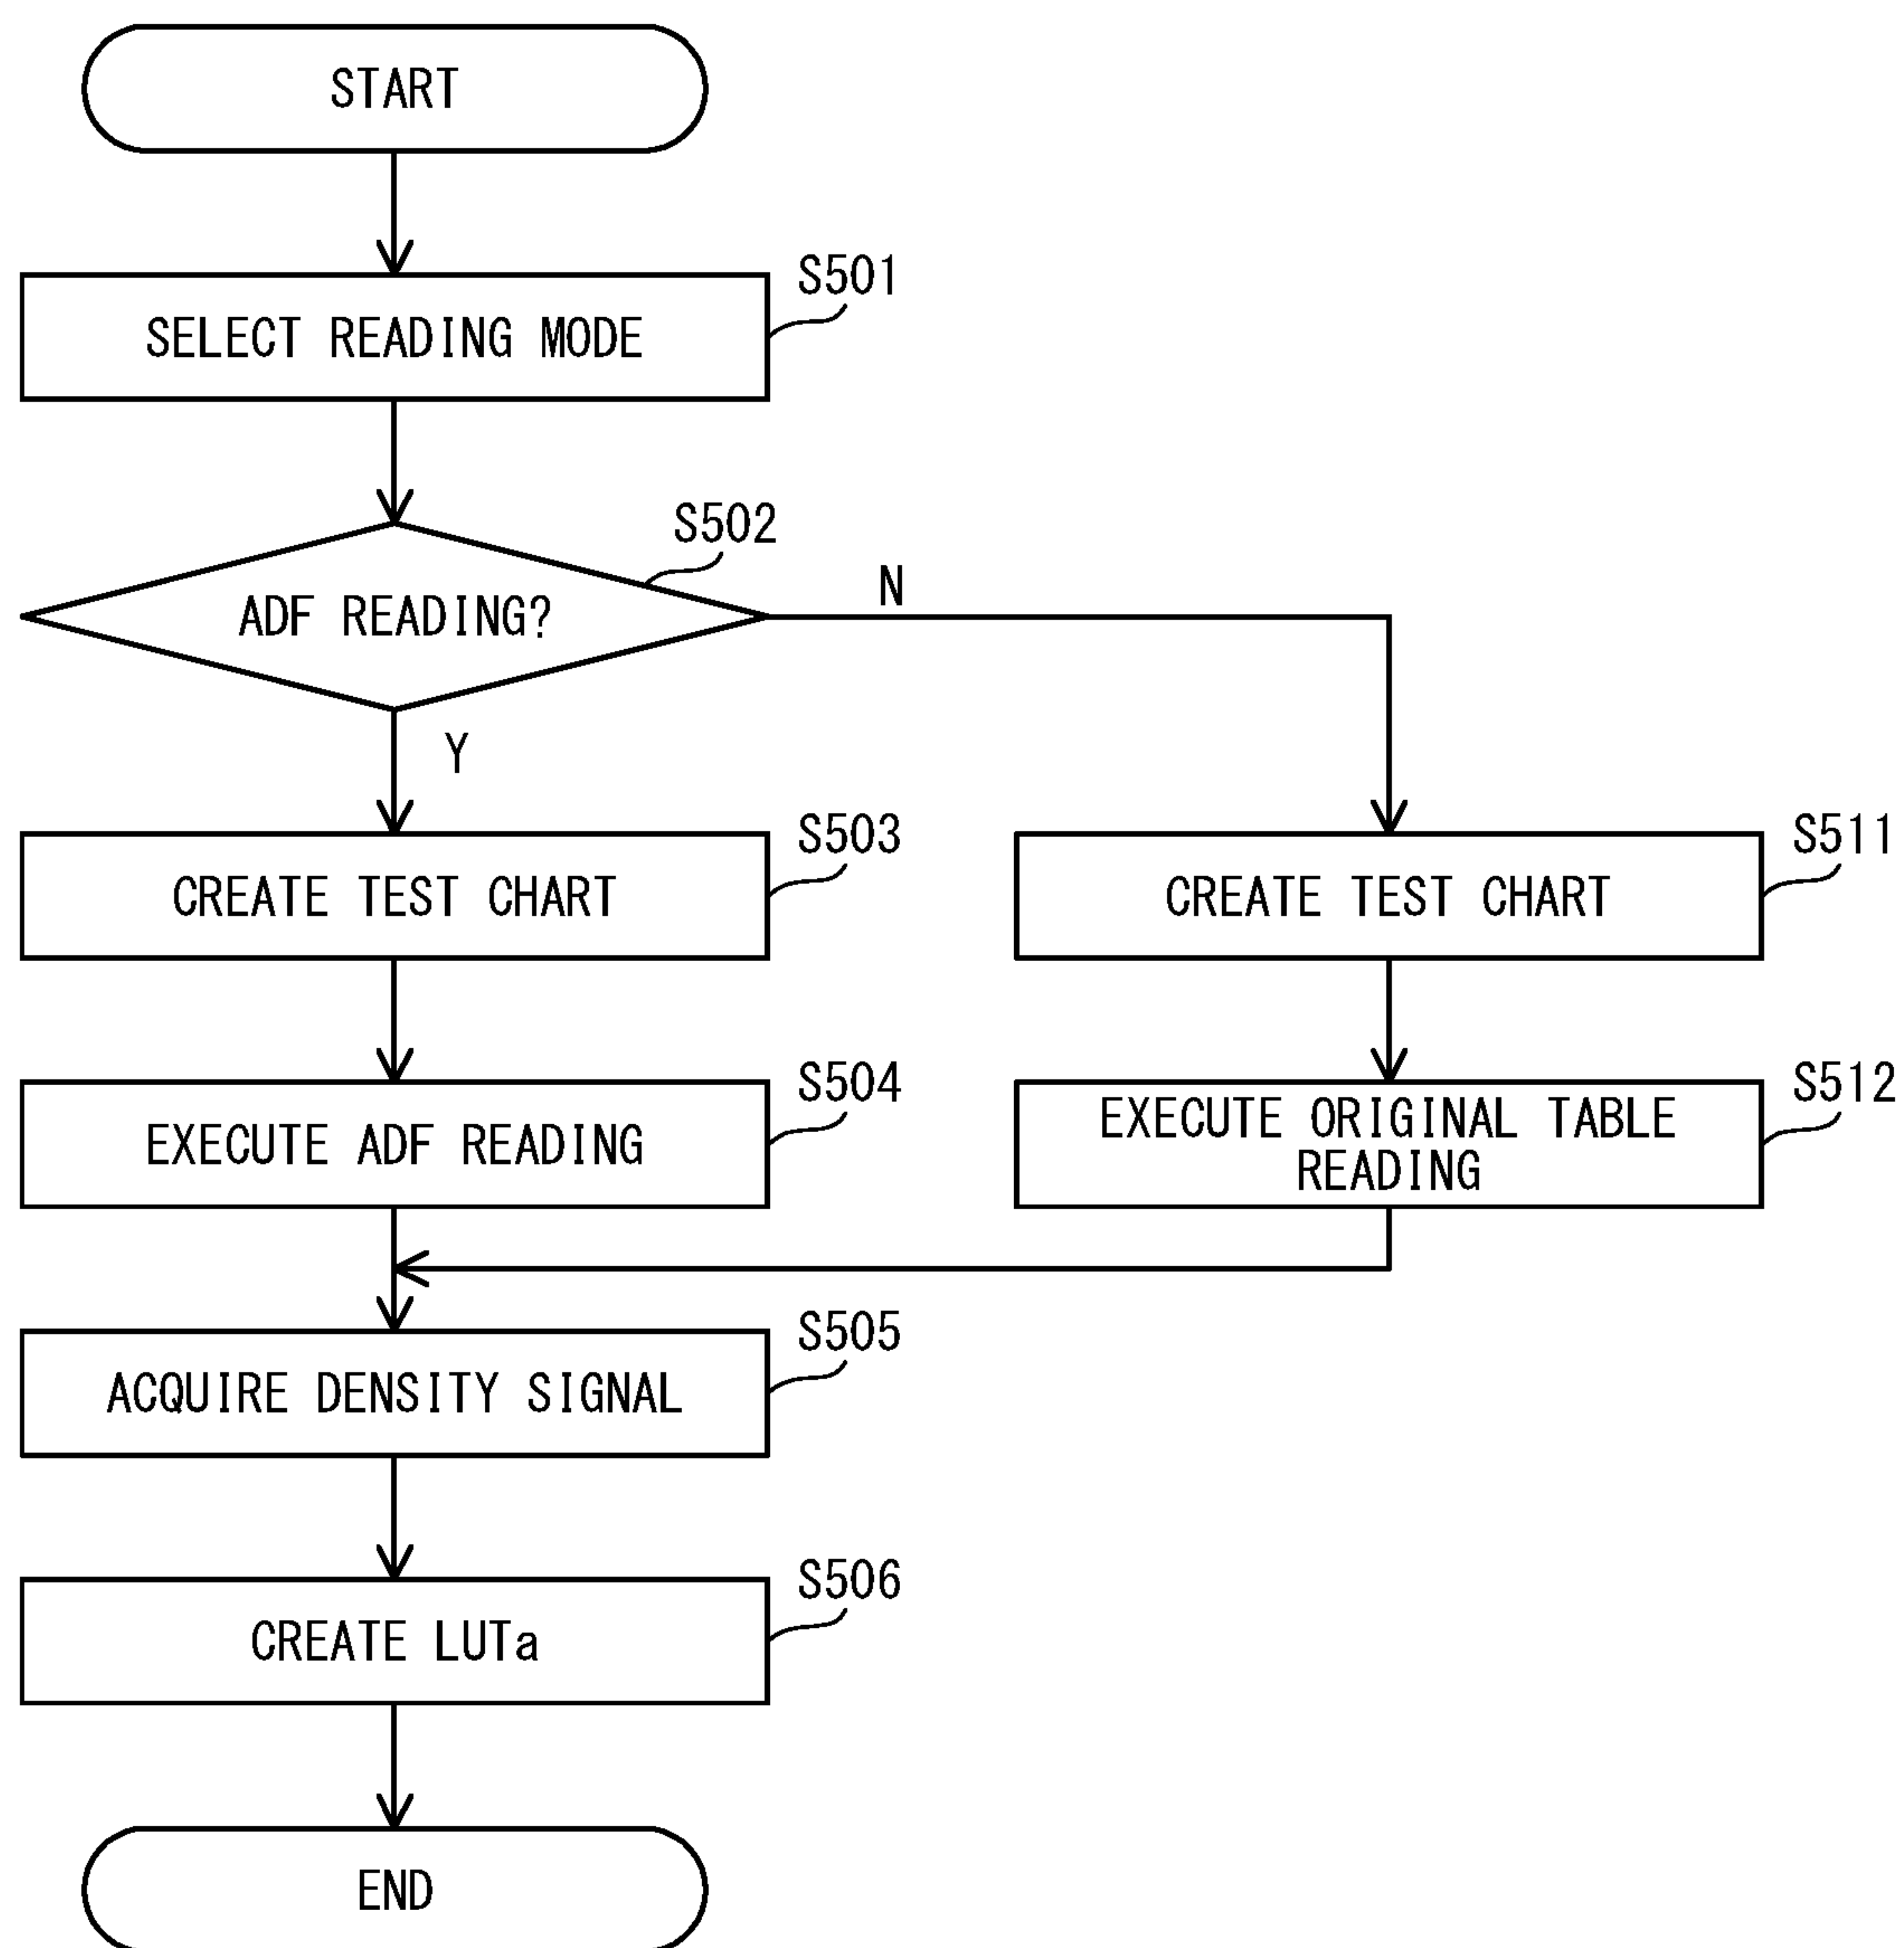 START
S501
SELECT READING MODE
S502
ADF READING?
N
Y
S503
CREATE TEST CHART
S511
CREATE TEST CHART
S504
EXECUTE ADF READING
S512
EXECUTE ORIGINAL TABLE
READING
S505
ACQUIRE DENSITY SIGNAL
S506
CREATE LUTa
END